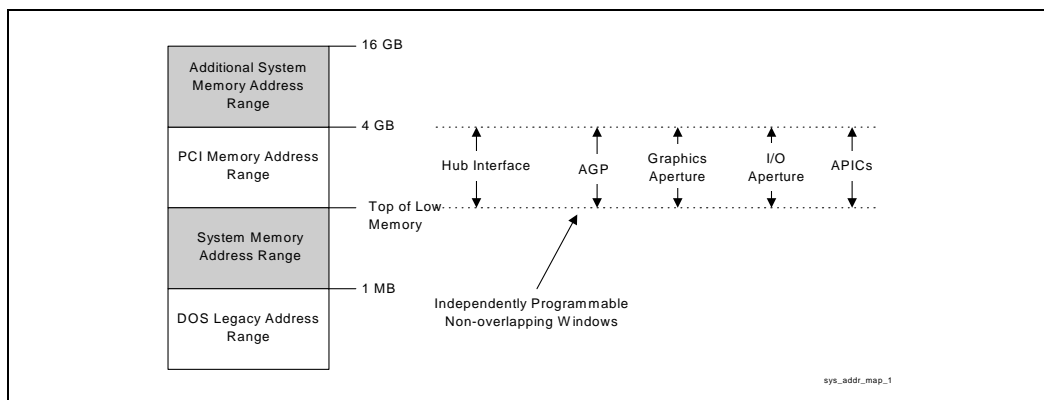 16 GB
Additional System
Memory Address
Range
4 GB
PCI Memory Address
Range
Hub Interface
AGP
Graphics
Aperture
I/O
Aperture
APICs
Top of Low
Memory
System Memory
Address Range
1 MB
Independently Programmable
Non-overlapping Windows
DOS Legacy Address
Range
sys_addr_map_1